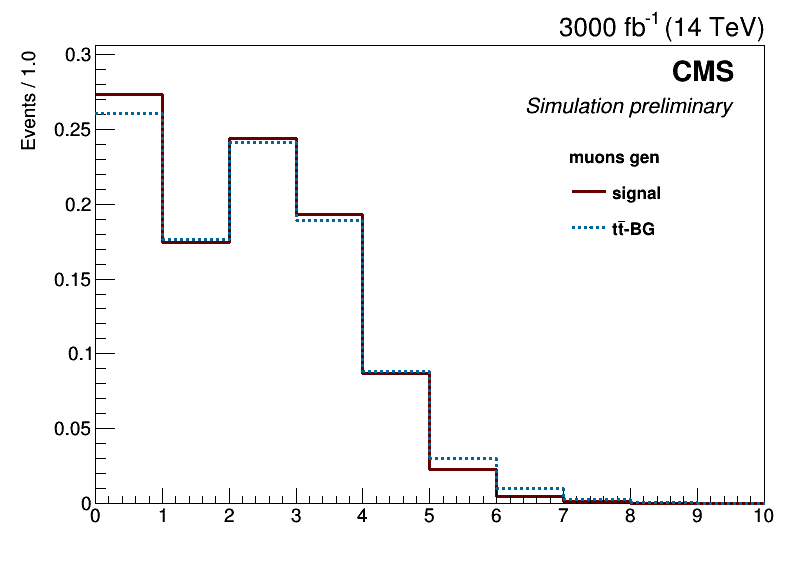 3000 fb⁻¹ (14 TeV)
Events / 1.0
CMS
Simulation preliminary
muons gen
signal
tt̄-BG
0.3
0.25
0.2
0.15
0.1
0.05
0
0 1 2 3 4 5 6 7 8 9 10